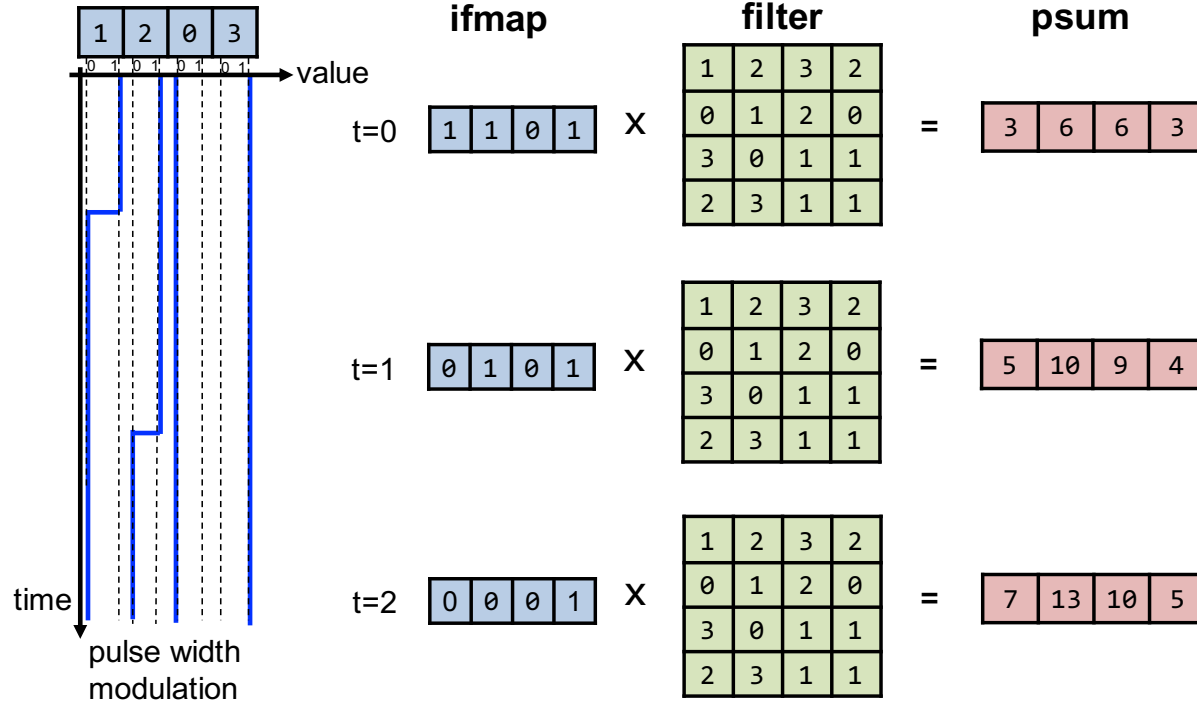 1 2 0 3
0 1 0 1 0 1 0 1
value
time
pulse width
modulation
ifmap filter psum
1 2 3 2
0 1 2 0
t=0 1 1 0 1 X = 3 6 6 3
3 0 1 1
2 3 1 1
1 2 3 2
0 1 2 0
t=1 0 1 0 1 X = 5 10 9 4
3 0 1 1
2 3 1 1
1 2 3 2
0 1 2 0
t=2 0 0 0 1 X = 7 13 10 5
3 0 1 1
2 3 1 1